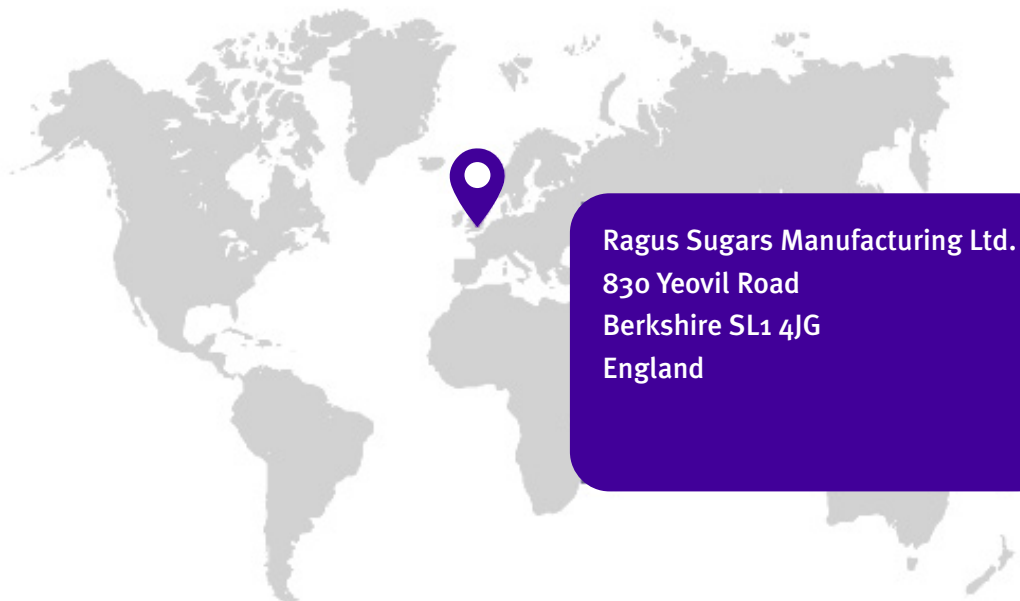 Ragus Sugars Manufacturing Ltd.
830 Yeovil Road
Berkshire SL1 4JG
England